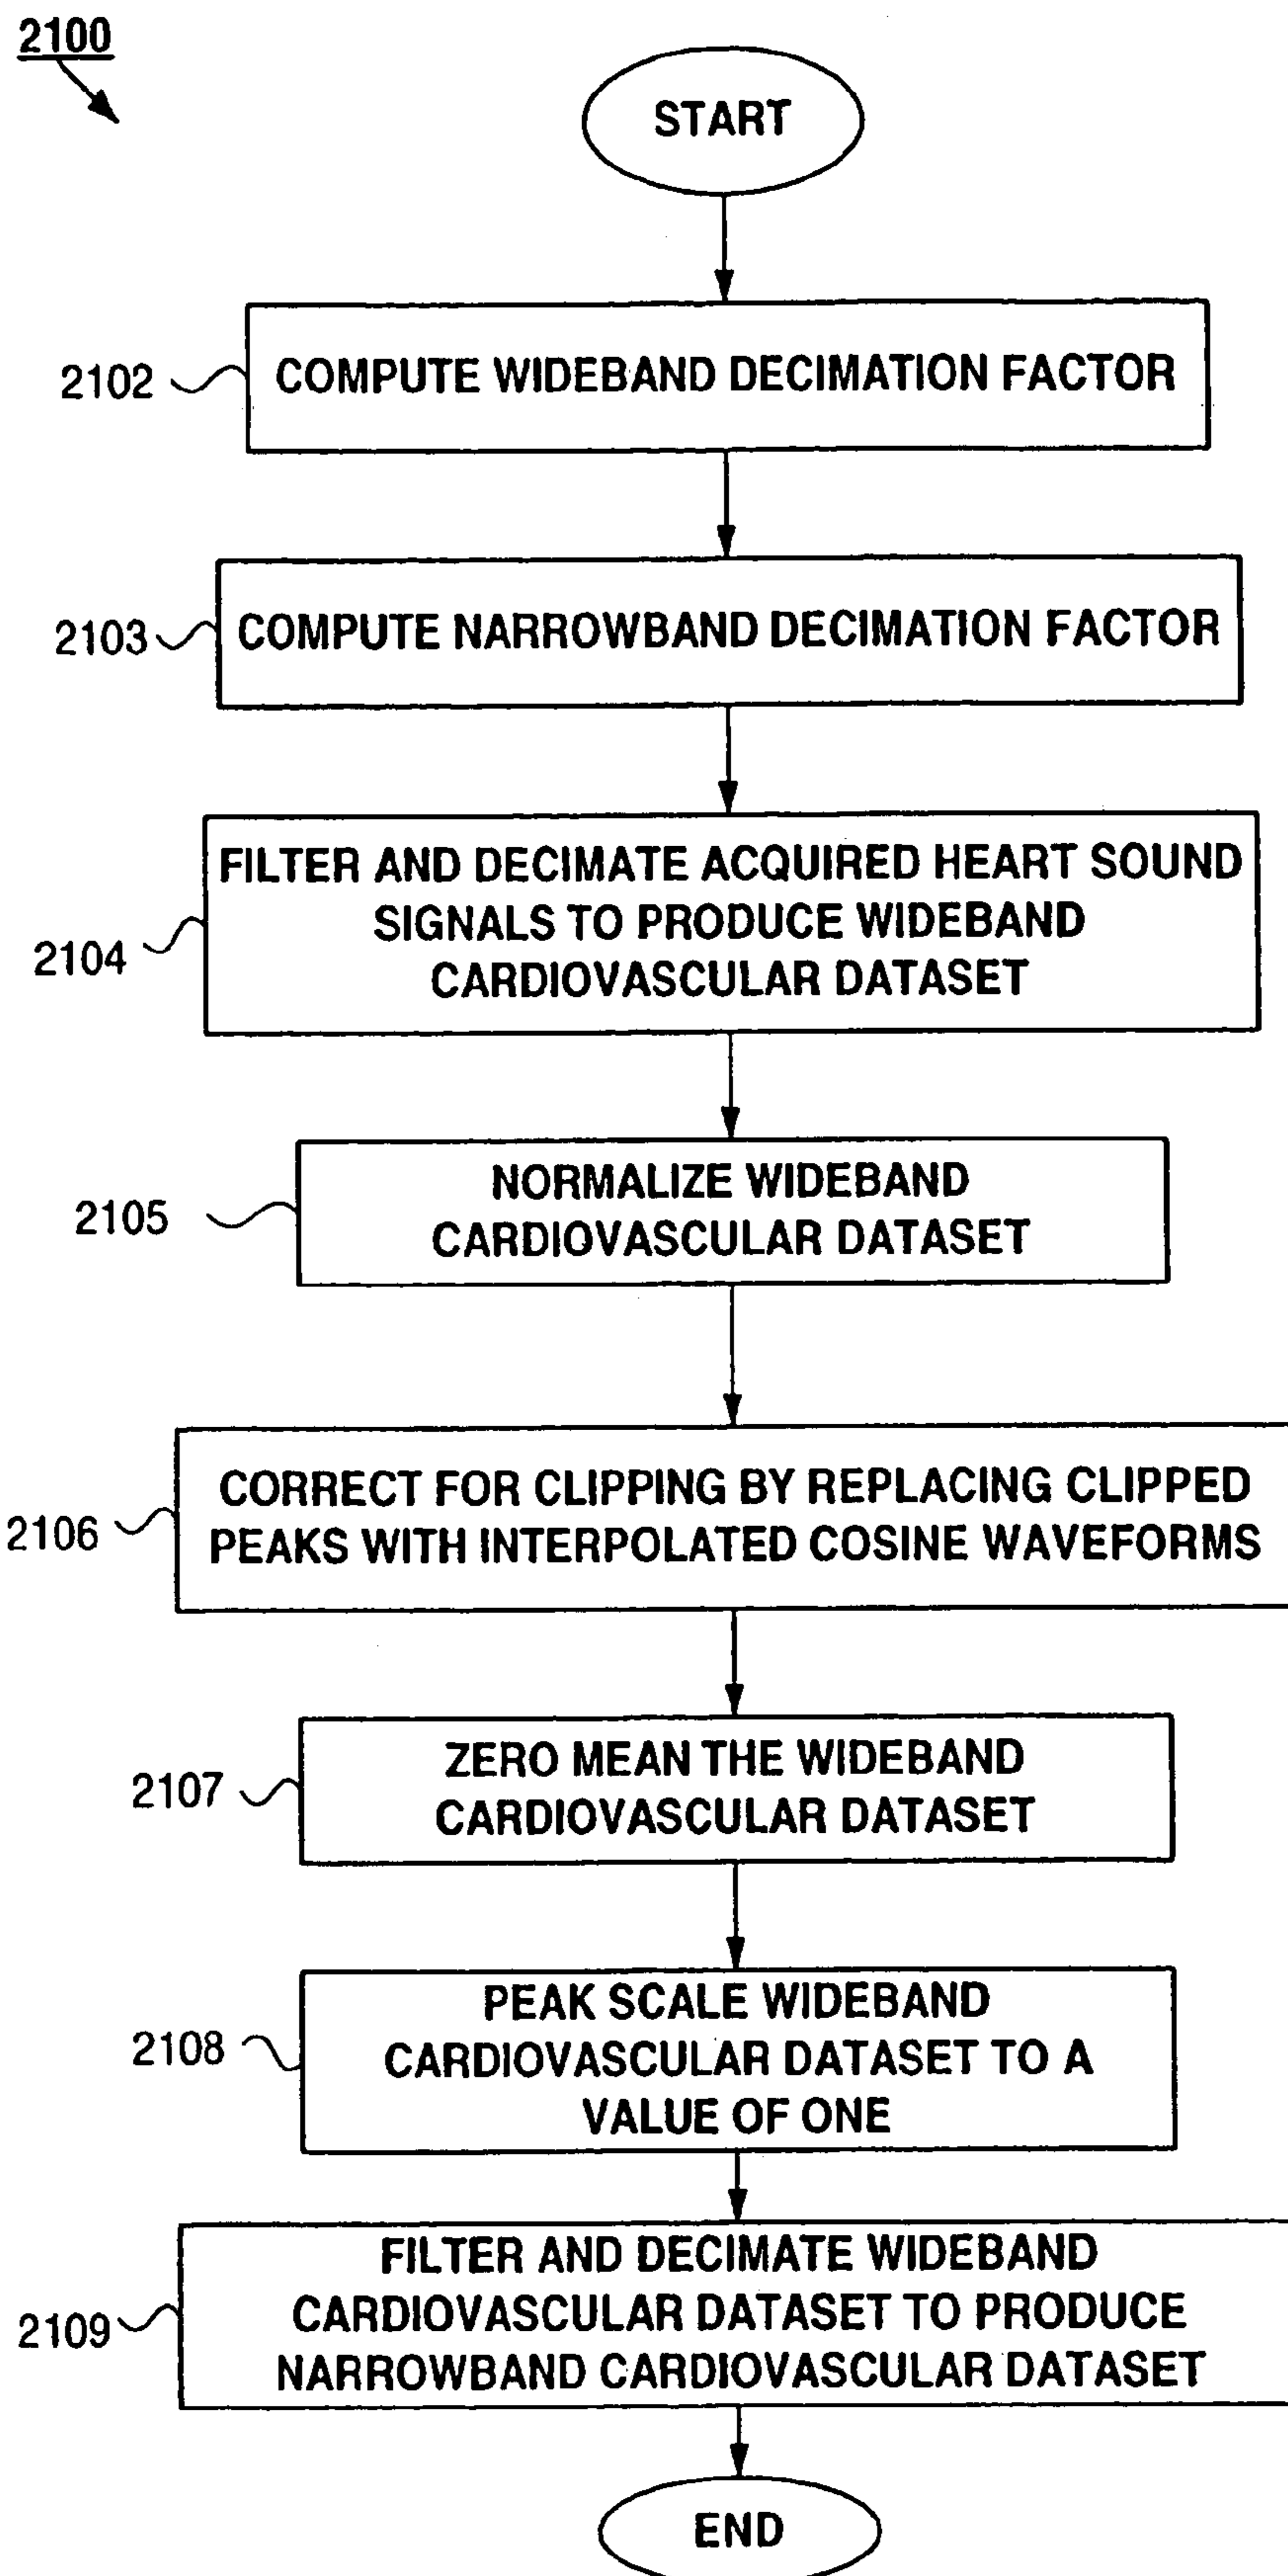 2100
START
2102
COMPUTE WIDEBAND DECIMATION FACTOR
2103
COMPUTE NARROWBAND DECIMATION FACTOR
2104
FILTER AND DECIMATE ACQUIRED HEART SOUND
SIGNALS TO PRODUCE WIDEBAND
CARDIOVASCULAR DATASET
2105
NORMALIZE WIDEBAND
CARDIOVASCULAR DATASET
2106
CORRECT FOR CLIPPING BY REPLACING CLIPPED
PEAKS WITH INTERPOLATED COSINE WAVEFORMS
2107
ZERO MEAN THE WIDEBAND
CARDIOVASCULAR DATASET
2108
PEAK SCALE WIDEBAND
CARDIOVASCULAR DATASET TO A
VALUE OF ONE
2109
FILTER AND DECIMATE WIDEBAND
CARDIOVASCULAR DATASET TO PRODUCE
NARROWBAND CARDIOVASCULAR DATASET
END